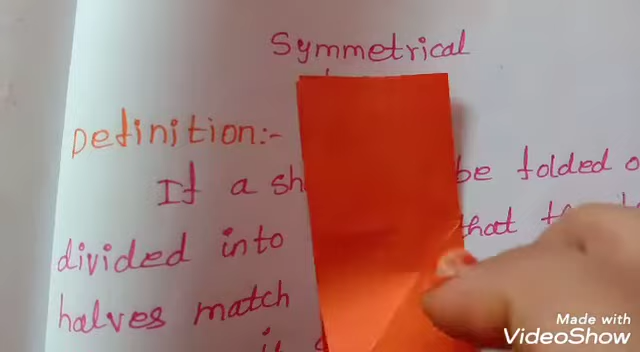 Symmetrical
Definition:-
If a sh be folded o
divided into that
halves match
Made with
VideoShow